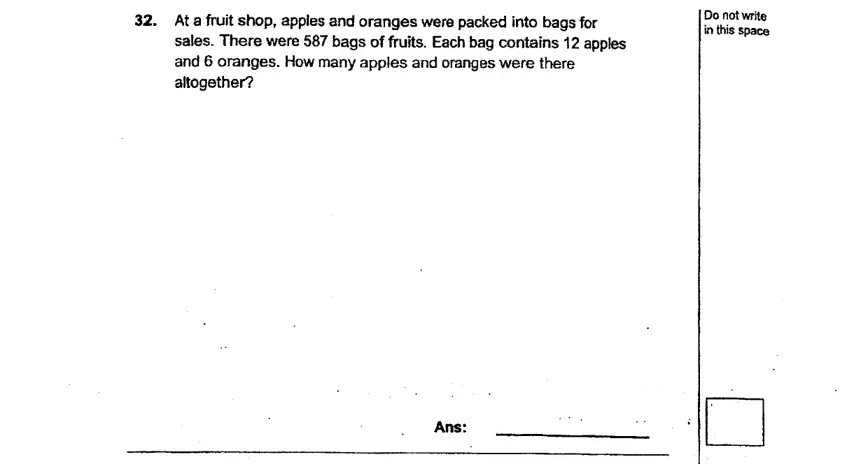 32. At a fruit shop, apples and oranges were packed into bags for
sales. There were 587 bags of fruits. Each bag contains 12 apples
and 6 oranges. How many apples and oranges were there
altogether?
Do not write
in this space
Ans: